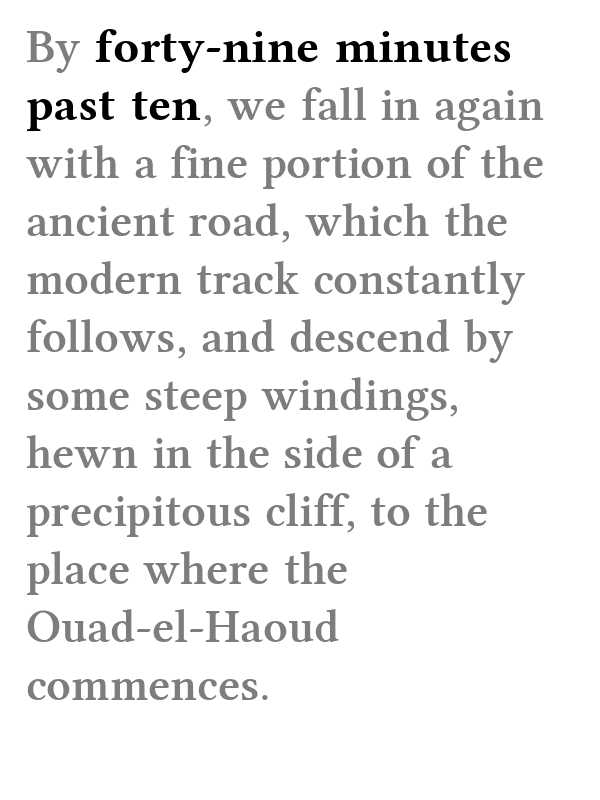 By forty-nine minutes
past ten, we fall in again
with a fine portion of the
ancient road, which the
modern track constantly
follows, and descend by
some steep windings,
hewn in the side of a
precipitous cliff, to the
place where the
Ouad-el-Haoud
commences.